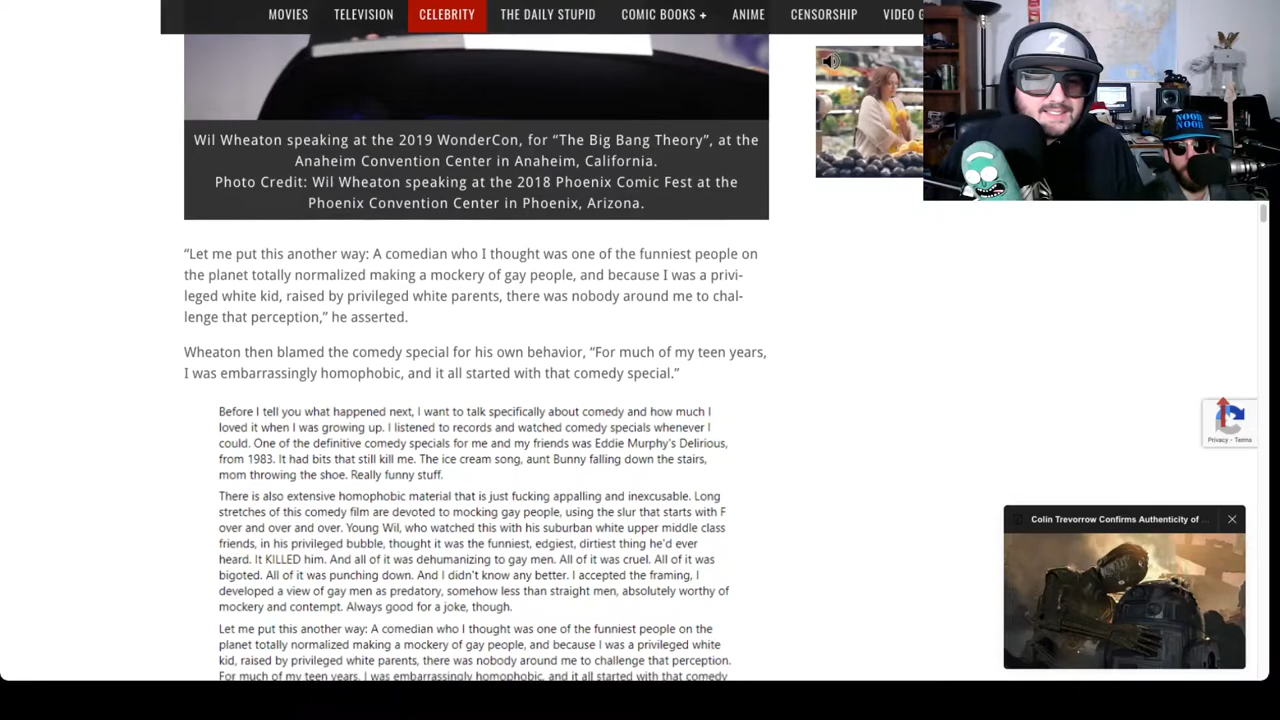 MOVIES TELEVISION CELEBRITY THE DAILY STUPID COMIC BOOKS + ANIME CENSORSHIP VIDEO G
Z
NOOB
NOOB
Wil Wheaton speaking at the 2019 WonderCon, for “The Big Bang Theory”, at the
Anaheim Convention Center in Anaheim, California.
Photo Credit: Wil Wheaton speaking at the 2018 Phoenix Comic Fest at the
Phoenix Convention Center in Phoenix, Arizona.
“Let me put this another way: A comedian who I thought was one of the funniest people on
the planet totally normalized making a mockery of gay people, and because I was a privi-
leged white kid, raised by privileged white parents, there was nobody around me to chal-
lenge that perception,” he asserted.
Wheaton then blamed the comedy special for his own behavior, “For much of my teen years,
I was embarrassingly homophobic, and it all started with that comedy special.”
Before I tell you what happened next, I want to talk specifically about comedy and how much I
loved it when I was growing up. I listened to records and watched comedy specials whenever I
could. One of the definitive comedy specials for me and my friends was Eddie Murphy's Delirious,
from 1983. It had bits that still kill me. The ice cream song, aunt Bunny falling down the stairs,
mom throwing the shoe. Really funny stuff.
There is also extensive homophobic material that is just fucking appalling and inexcusable. Long
stretches of this comedy film are devoted to mocking gay people, using the slur that starts with F
over and over and over. Young Wil, who watched this with his suburban white upper middle class
friends, in his privileged bubble, thought it was the funniest, edgiest, dirtiest thing he'd ever
heard. It KILLED him. And all of it was dehumanizing to gay men. All of it was cruel. All of it was
bigoted. All of it was punching down. And I didn't know any better. I accepted the framing, I
developed a view of gay men as predatory, somehow less than straight men, absolutely worthy of
mockery and contempt. Always good for a joke, though.
Let me put this another way: A comedian who I thought was one of the funniest people on the
planet totally normalized making a mockery of gay people, and because I was a privileged white
kid, raised by privileged white parents, there was nobody around me to challenge that perception.
For much of my teen years, I was embarrassingly homophobic, and it all started with that comedy
Privacy - Terms
Colin Trevorrow Confirms Authenticity of ...